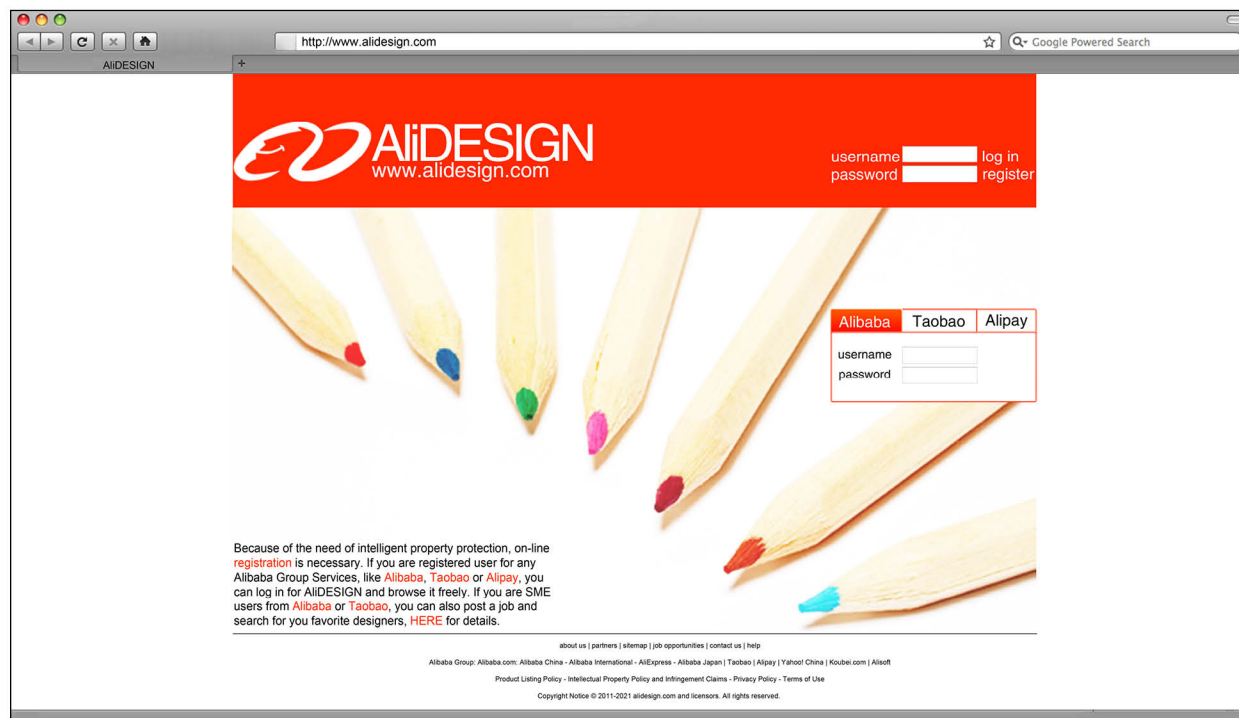 http://www.alidesign.com
Google Powered Search
AliDESIGN
AliDESIGN
www.alidesign.com
username
log in
password
register
Alibaba
Taobao
Alipay
username
password
Because of the need of intelligent property protection, on-line
registration is necessary. If you are registered user for any
Alibaba Group Services, like Alibaba, Taobao or Alipay, you
can log in for AliDESIGN and browse it freely. If you are SME
users from Alibaba or Taobao, you can also post a job and
search for you favorite designers, HERE for details.
about us | partners | sitemap | job opportunities | contact us | help
Alibaba Group: Alibaba.com: Alibaba China - Alibaba International - AliExpress - Alibaba Japan | Taobao | Alipay | Yahoo! China | Koubei.com | Alisoft
Product Listing Policy - Intellectual Property Policy and Infringement Claims - Privacy Policy - Terms of Use
Copyright Notice © 2011-2021 alidesign.com and licensors. All rights reserved.